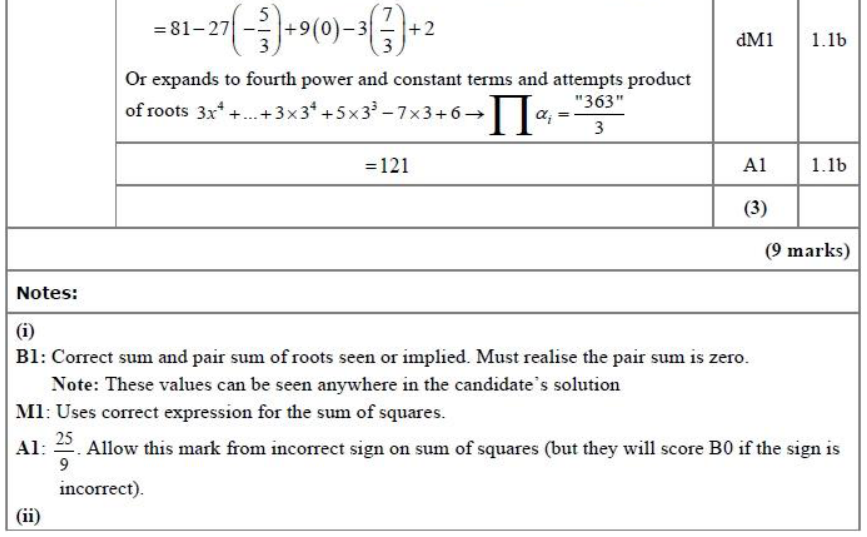 = 81 − 27(−5/3) + 9(0) − 3(7/3) + 2
dM1
1.1b
Or expands to fourth power and constant terms and attempts product
of roots 3x⁴ + ... + 3 × 3⁴ + 5 × 3³ − 7 × 3 + 6 → ∏ αᵢ = "363"/3
= 121
A1
1.1b
(3)
(9 marks)
Notes:
(i)
B1: Correct sum and pair sum of roots seen or implied. Must realise the pair sum is zero.
Note: These values can be seen anywhere in the candidate's solution
M1: Uses correct expression for the sum of squares.
A1: 25/9. Allow this mark from incorrect sign on sum of squares (but they will score B0 if the sign is
incorrect).
(ii)